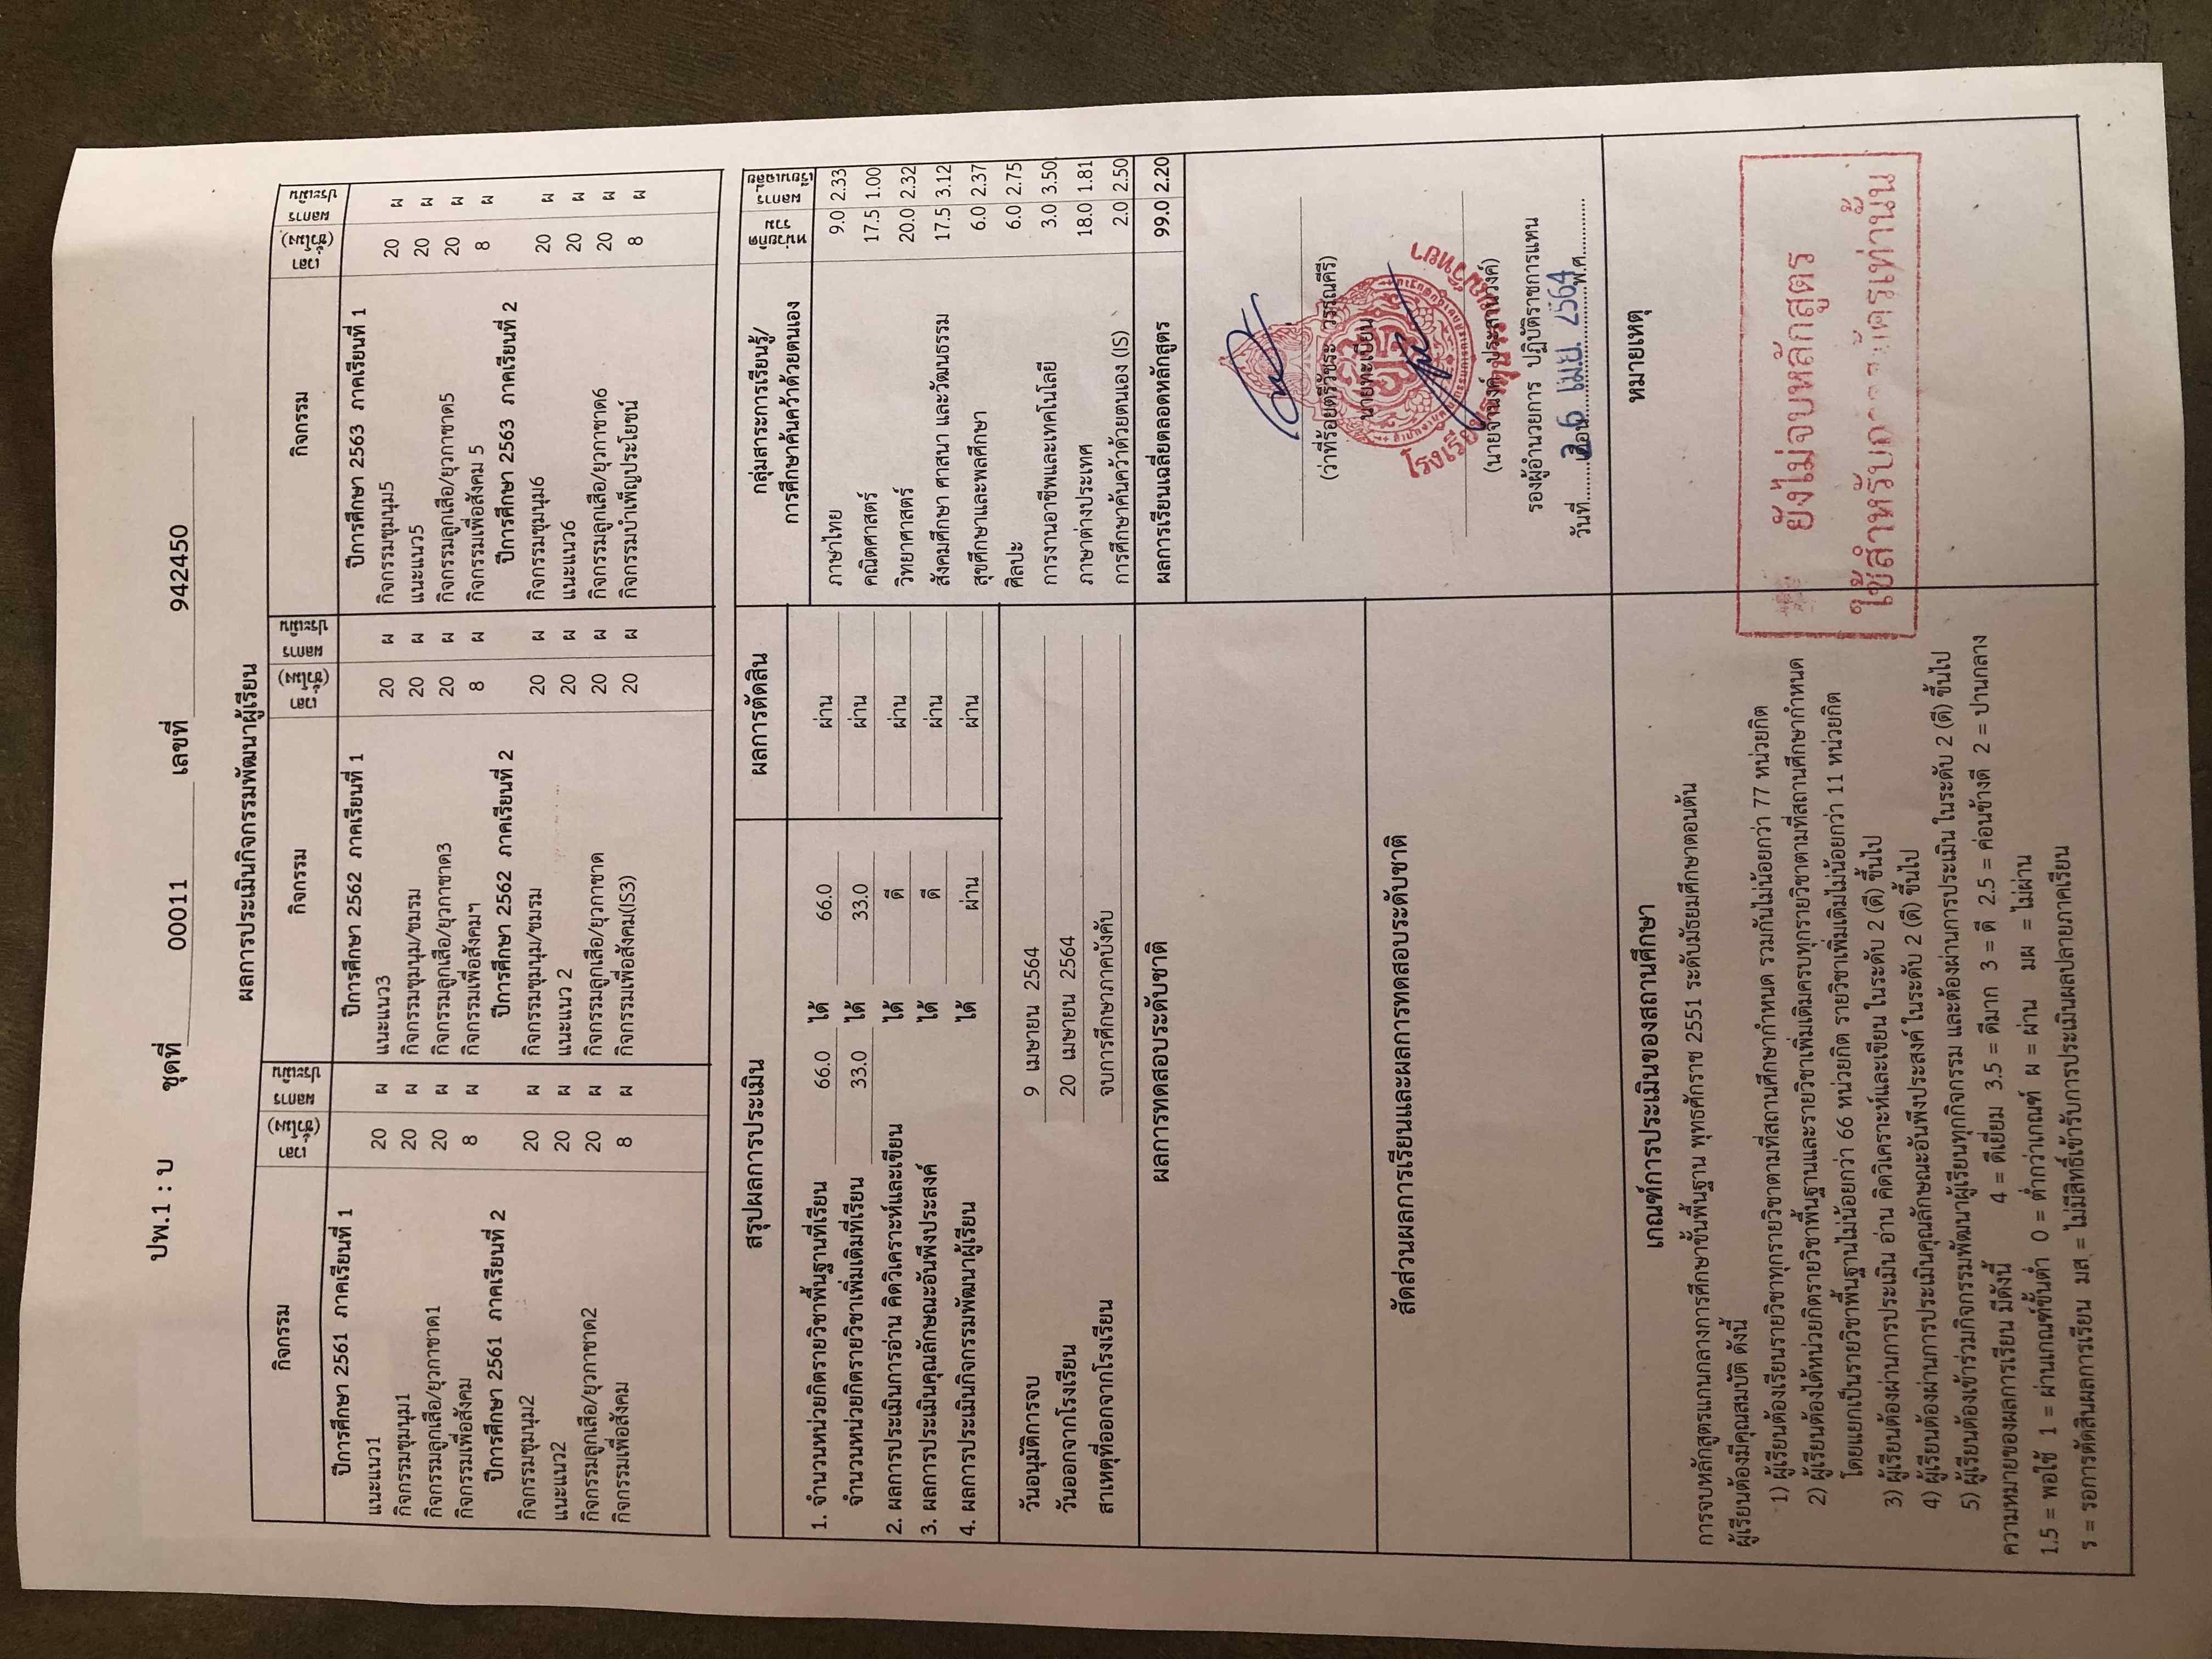 ปพ.1 : บ ชุดที่ 00011 เลขที่ 9424450
ผลการประเมินกิจกรรมพัฒนาผู้เรียน
กิจกรรม เวลา (ชั่วโมง) ผลการประเมิน กิจกรรม เวลา (ชั่วโมง) ผลการประเมิน กิจกรรม เวลา (ชั่วโมง) ผลการประเมิน
ปีการศึกษา 2561 ภาคเรียนที่ 1
แนะแนว1 20 ผ
กิจกรรมชุมนุม1 20 ผ
กิจกรรมลูกเสือ/ยุวกาชาด1 20 ผ
กิจกรรมเพื่อสังคม 8 ผ
ปีการศึกษา 2561 ภาคเรียนที่ 2
กิจกรรมชุมนุม2 20 ผ
แนะแนว2 20 ผ
กิจกรรมลูกเสือ/ยุวกาชาด2 20 ผ
กิจกรรมเพื่อสังคม 8 ผ
ปีการศึกษา 2562 ภาคเรียนที่ 1
แนะแนว3 20 ผ
กิจกรรมชุมนุม/ชมรม 20 ผ
กิจกรรมลูกเสือ/ยุวกาชาด3 20 ผ
กิจกรรมเพื่อสังคมฯ 8 ผ
ปีการศึกษา 2562 ภาคเรียนที่ 2
กิจกรรมชุมนุม/ชมรม 20 ผ
แนะแนว 2 20 ผ
กิจกรรมลูกเสือ/ยุวกาชาด 20 ผ
กิจกรรมเพื่อสังคม(IS3) 20 ผ
ปีการศึกษา 2563 ภาคเรียนที่ 1
กิจกรรมชุมนุม5 20 ผ
แนะแนว5 20 ผ
กิจกรรมลูกเสือ/ยุวกาชาด5 20 ผ
กิจกรรมเพื่อสังคม 5 8 ผ
ปีการศึกษา 2563 ภาคเรียนที่ 2
กิจกรรมชุมนุม6 20 ผ
แนะแนว6 20 ผ
กิจกรรมลูกเสือ/ยุวกาชาด6 20 ผ
กิจกรรมบำเพ็ญประโยชน์ 8 ผ
สรุปผลการประเมิน ผลการตัดสิน
1. จำนวนหน่วยกิตรายวิชาพื้นฐานที่เรียน 66.0 ได้ 66.0 ผ่าน
จำนวนหน่วยกิตรายวิชาเพิ่มเติมที่เรียน 33.0 ได้ 33.0 ผ่าน
2. ผลการประเมินการอ่าน คิดวิเคราะห์และเขียน ได้ ดี ผ่าน
3. ผลการประเมินคุณลักษณะอันพึงประสงค์ ได้ ดี ผ่าน
4. ผลการประเมินกิจกรรมพัฒนาผู้เรียน ได้ ผ่าน ผ่าน
วันอนุมัติการจบ 9 เมษายน 2564
วันออกจากโรงเรียน 20 เมษายน 2564
สาเหตุที่ออกจากโรงเรียน จบการศึกษาภาคบังคับ
กลุ่มสาระการเรียนรู้/
การศึกษาค้นคว้าด้วยตนเอง
หน่วยกิตรวม ผลการเรียนเฉลี่ย
ภาษาไทย 9.0 2.33
คณิตศาสตร์ 17.5 1.00
วิทยาศาสตร์ 20.0 2.32
สังคมศึกษา ศาสนา และวัฒนธรรม 17.5 3.12
สุขศึกษาและพลศึกษา 6.0 2.37
ศิลปะ 6.0 2.75
การงานอาชีพและเทคโนโลยี 3.0 3.50
ภาษาต่างประเทศ 18.0 1.81
การศึกษาค้นคว้าด้วยตนเอง (IS) 2.0 2.50
ผลการเรียนเฉลี่ยตลอดหลักสูตร 99.0 2.20
ผลการทดสอบระดับชาติ
สัดส่วนผลการเรียนและผลการทดสอบระดับชาติ
(ว่าที่ร้อยตรีวัชระ วรรณคีรี)
นายทะเบียน
(นายจำนงค์ ประสานวงค์)
รองผู้อำนวยการ ปฏิบัติราชการแทน
วันที่......เดือน......พ.ศ......
26 เมย. 2564
เกณฑ์การประเมินของสถานศึกษา
การจบหลักสูตรแกนกลางการศึกษาขั้นพื้นฐาน พุทธศักราช 2551 ระดับมัธยมศึกษาตอนต้น
ผู้เรียนต้องมีคุณสมบัติ ดังนี้
1) ผู้เรียนต้องเรียนรายวิชาทุกรายวิชาตามที่สถานศึกษากำหนด รวมกันไม่น้อยกว่า 77 หน่วยกิต
2) ผู้เรียนต้องได้หน่วยกิตรายวิชาพื้นฐานและรายวิชาเพิ่มเติมครบทุกรายวิชาตามที่สถานศึกษากำหนด
โดยแยกเป็นรายวิชาพื้นฐานไม่น้อยกว่า 66 หน่วยกิต รายวิชาเพิ่มเติมไม่น้อยกว่า 11 หน่วยกิต
3) ผู้เรียนต้องผ่านการประเมิน อ่าน คิดวิเคราะห์และเขียน ในระดับ 2 (ดี) ขึ้นไป
4) ผู้เรียนต้องผ่านการประเมินคุณลักษณะอันพึงประสงค์ ในระดับ 2 (ดี) ขึ้นไป
5) ผู้เรียนต้องเข้าร่วมกิจกรรมพัฒนาผู้เรียนทุกกิจกรรม และต้องผ่านการประเมิน ในระดับ 2 (ดี) ขึ้นไป
ความหมายของผลการเรียน มีดังนี้ 4 = ดีเยี่ยม 3.5 = ดีมาก 3 = ดี 2.5 = ค่อนข้างดี 2 = ปานกลาง
1.5 = พอใช้ 1 = ผ่านเกณฑ์ขั้นต่ำ 0 = ต่ำกว่าเกณฑ์ ผ = ผ่าน มผ = ไม่ผ่าน
ร = รอการตัดสินผลการเรียน มส = ไม่มีสิทธิ์เข้ารับการประเมินผลปลายภาคเรียน
หมายเหตุ
ยังไม่จบหลักสูตร
ใช้สำหรับการสมัครเท่านั้น